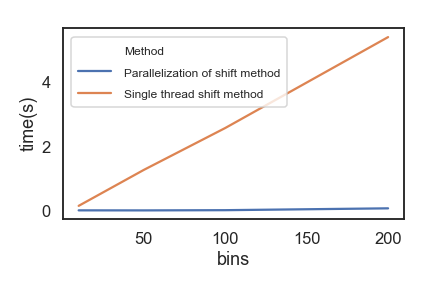 Method
Parallelization of shift method
Single thread shift method
time(s)
4
2
0
50 100 150 200
bins